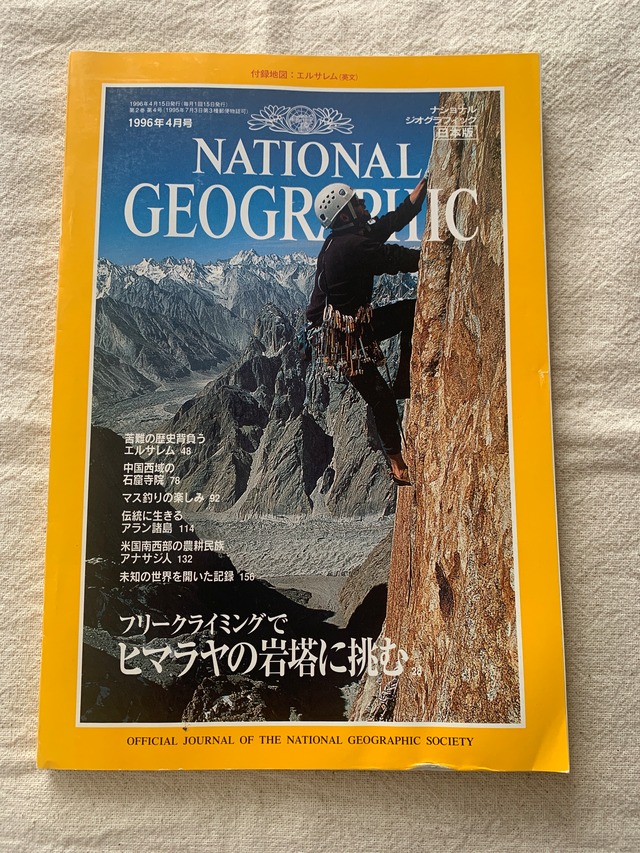 付録地図：エルサレム(英文)
1996年4月15日発行(毎月1回15日発行)
第2巻 第4号(1995年7月3日第3種郵便物認可)
1996年4月号
ナショナル
ジオグラフィック
日本版
NATIONAL
GEOGRAPHIC
苦難の歴史背負う
エルサレム 48
中国西域の
石窟寺院 78
マス釣りの楽しみ 92
伝統に生きる
アラン諸島 114
米国南西部の農耕民族
アナサジ人 132
未知の世界を開いた記録 156
フリークライミングで
ヒマラヤの岩塔に挑む
OFFICIAL JOURNAL OF THE NATIONAL GEOGRAPHIC SOCIETY